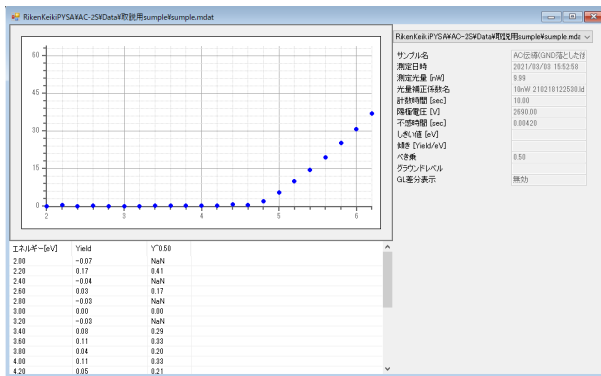 RikenKeikiPYSA¥AC-2S¥Data¥取説用sumple¥sumple.mdat
60
45
30
15
0
2
3
4
5
6
エネルギー[eV] Yield Y^0.50
2.00 -0.07 NaN
2.20 0.17 0.41
2.40 -0.04 NaN
2.60 0.03 0.17
2.80 -0.03 NaN
3.00 0.00 0.00
3.20 -0.03 NaN
3.40 0.08 0.29
3.60 0.11 0.33
3.80 0.04 0.20
4.00 0.11 0.33
4.20 0.05 0.21
RikenKeikiPYSA¥AC-2S¥Data¥取説用sumple¥sumple.mda
サンプル名 AC伝導(GND落とした
測定日時 2021/03/03 15:52:58
測定光量 [nW] 9.99
光量補正係数名 10nW 210218122530.ld
計数時間 [sec] 10.00
陽極電圧 [V] 2690.00
不感時間 [sec] 0.00420
しきい値 [eV]
傾き [Yield/eV]
べき乗 0.50
グラウンドレベル
GL差分表示 無効